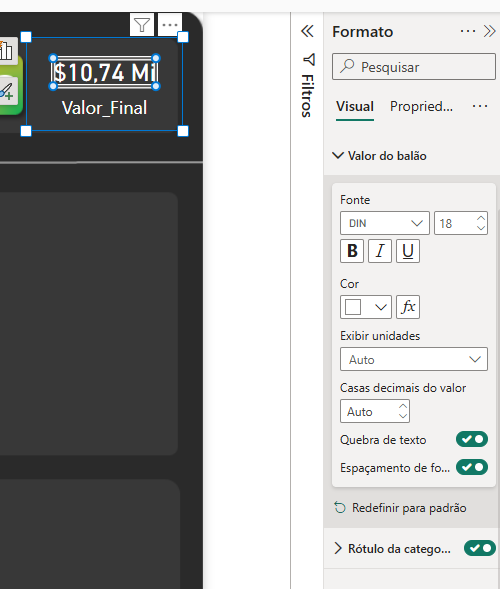 $10,74 Mi
Valor_Final
Filtros
Formato
Pesquisar
Visual
Propried...
Valor do balão
Fonte
DIN
18
B I U
Cor
fx
Exibir unidades
Auto
Casas decimais do valor
Auto
Quebra de texto
Espaçamento de fo...
Redefinir para padrão
Rótulo da catego...